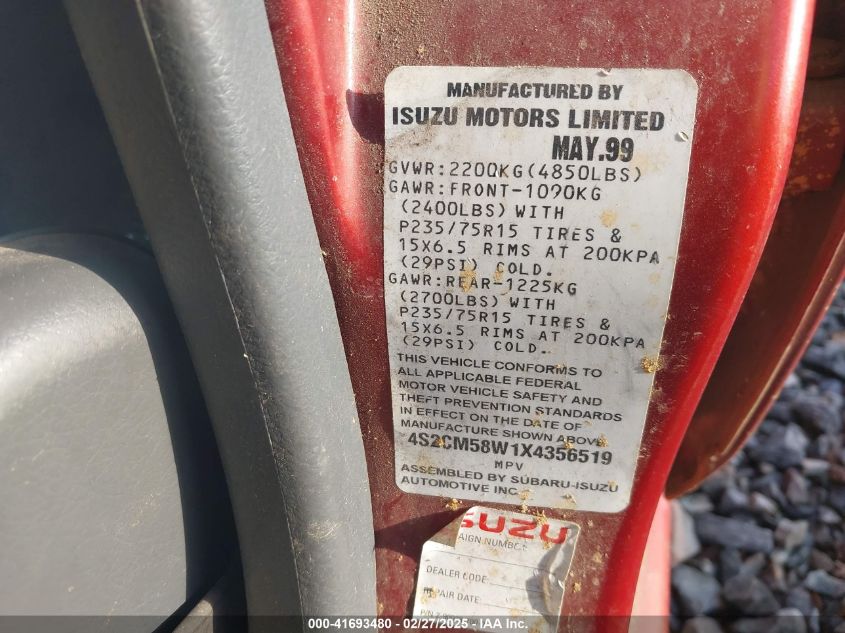 MANUFACTURED BY
ISUZU MOTORS LIMITED
MAY.99
GVWR:2200KG(4850LBS)
GAWR:FRONT-1090KG
(2400LBS)WITH
P235/75R15 TIRES &
15X6.5 RIMS AT 200KPA
(29PSI) COLD.
GAWR:REAR-1225KG
(2700LBS)WITH
P235/75R15 TIRES &
15X6.5 RIMS AT 200KPA
(29PSI) COLD.
THIS VEHICLE CONFORMS TO
ALL APPLICABLE FEDERAL
MOTOR VEHICLE SAFETY AND
THEFT PREVENTION STANDARDS
IN EFFECT ON THE DATE OF
MANUFACTURE SHOWN ABOVE
4S2CM58W1X4356519
MPV
ASSEMBLED BY SUBARU-ISUZU
AUTOMOTIVE INC.
SUZU
AIGN NUMBER
DEALER CODE:
REPAIR DATE:
P/N
000-41693480 - 02/27/2025 - IAA Inc.